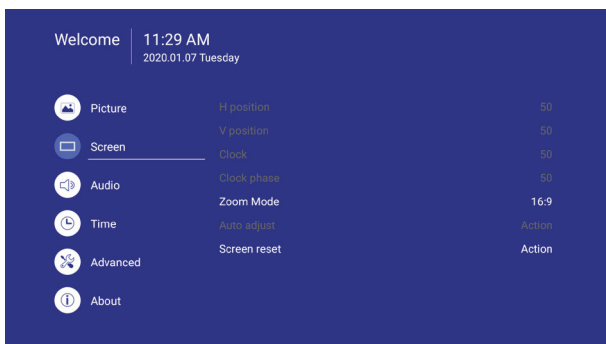 Welcome
11:29 AM
2020.01.07 Tuesday
Picture
Screen
Audio
Time
Advanced
About
H position 50
V position 50
Clock 50
Clock phase 50
Zoom Mode 16:9
Auto adjust Action
Screen reset Action